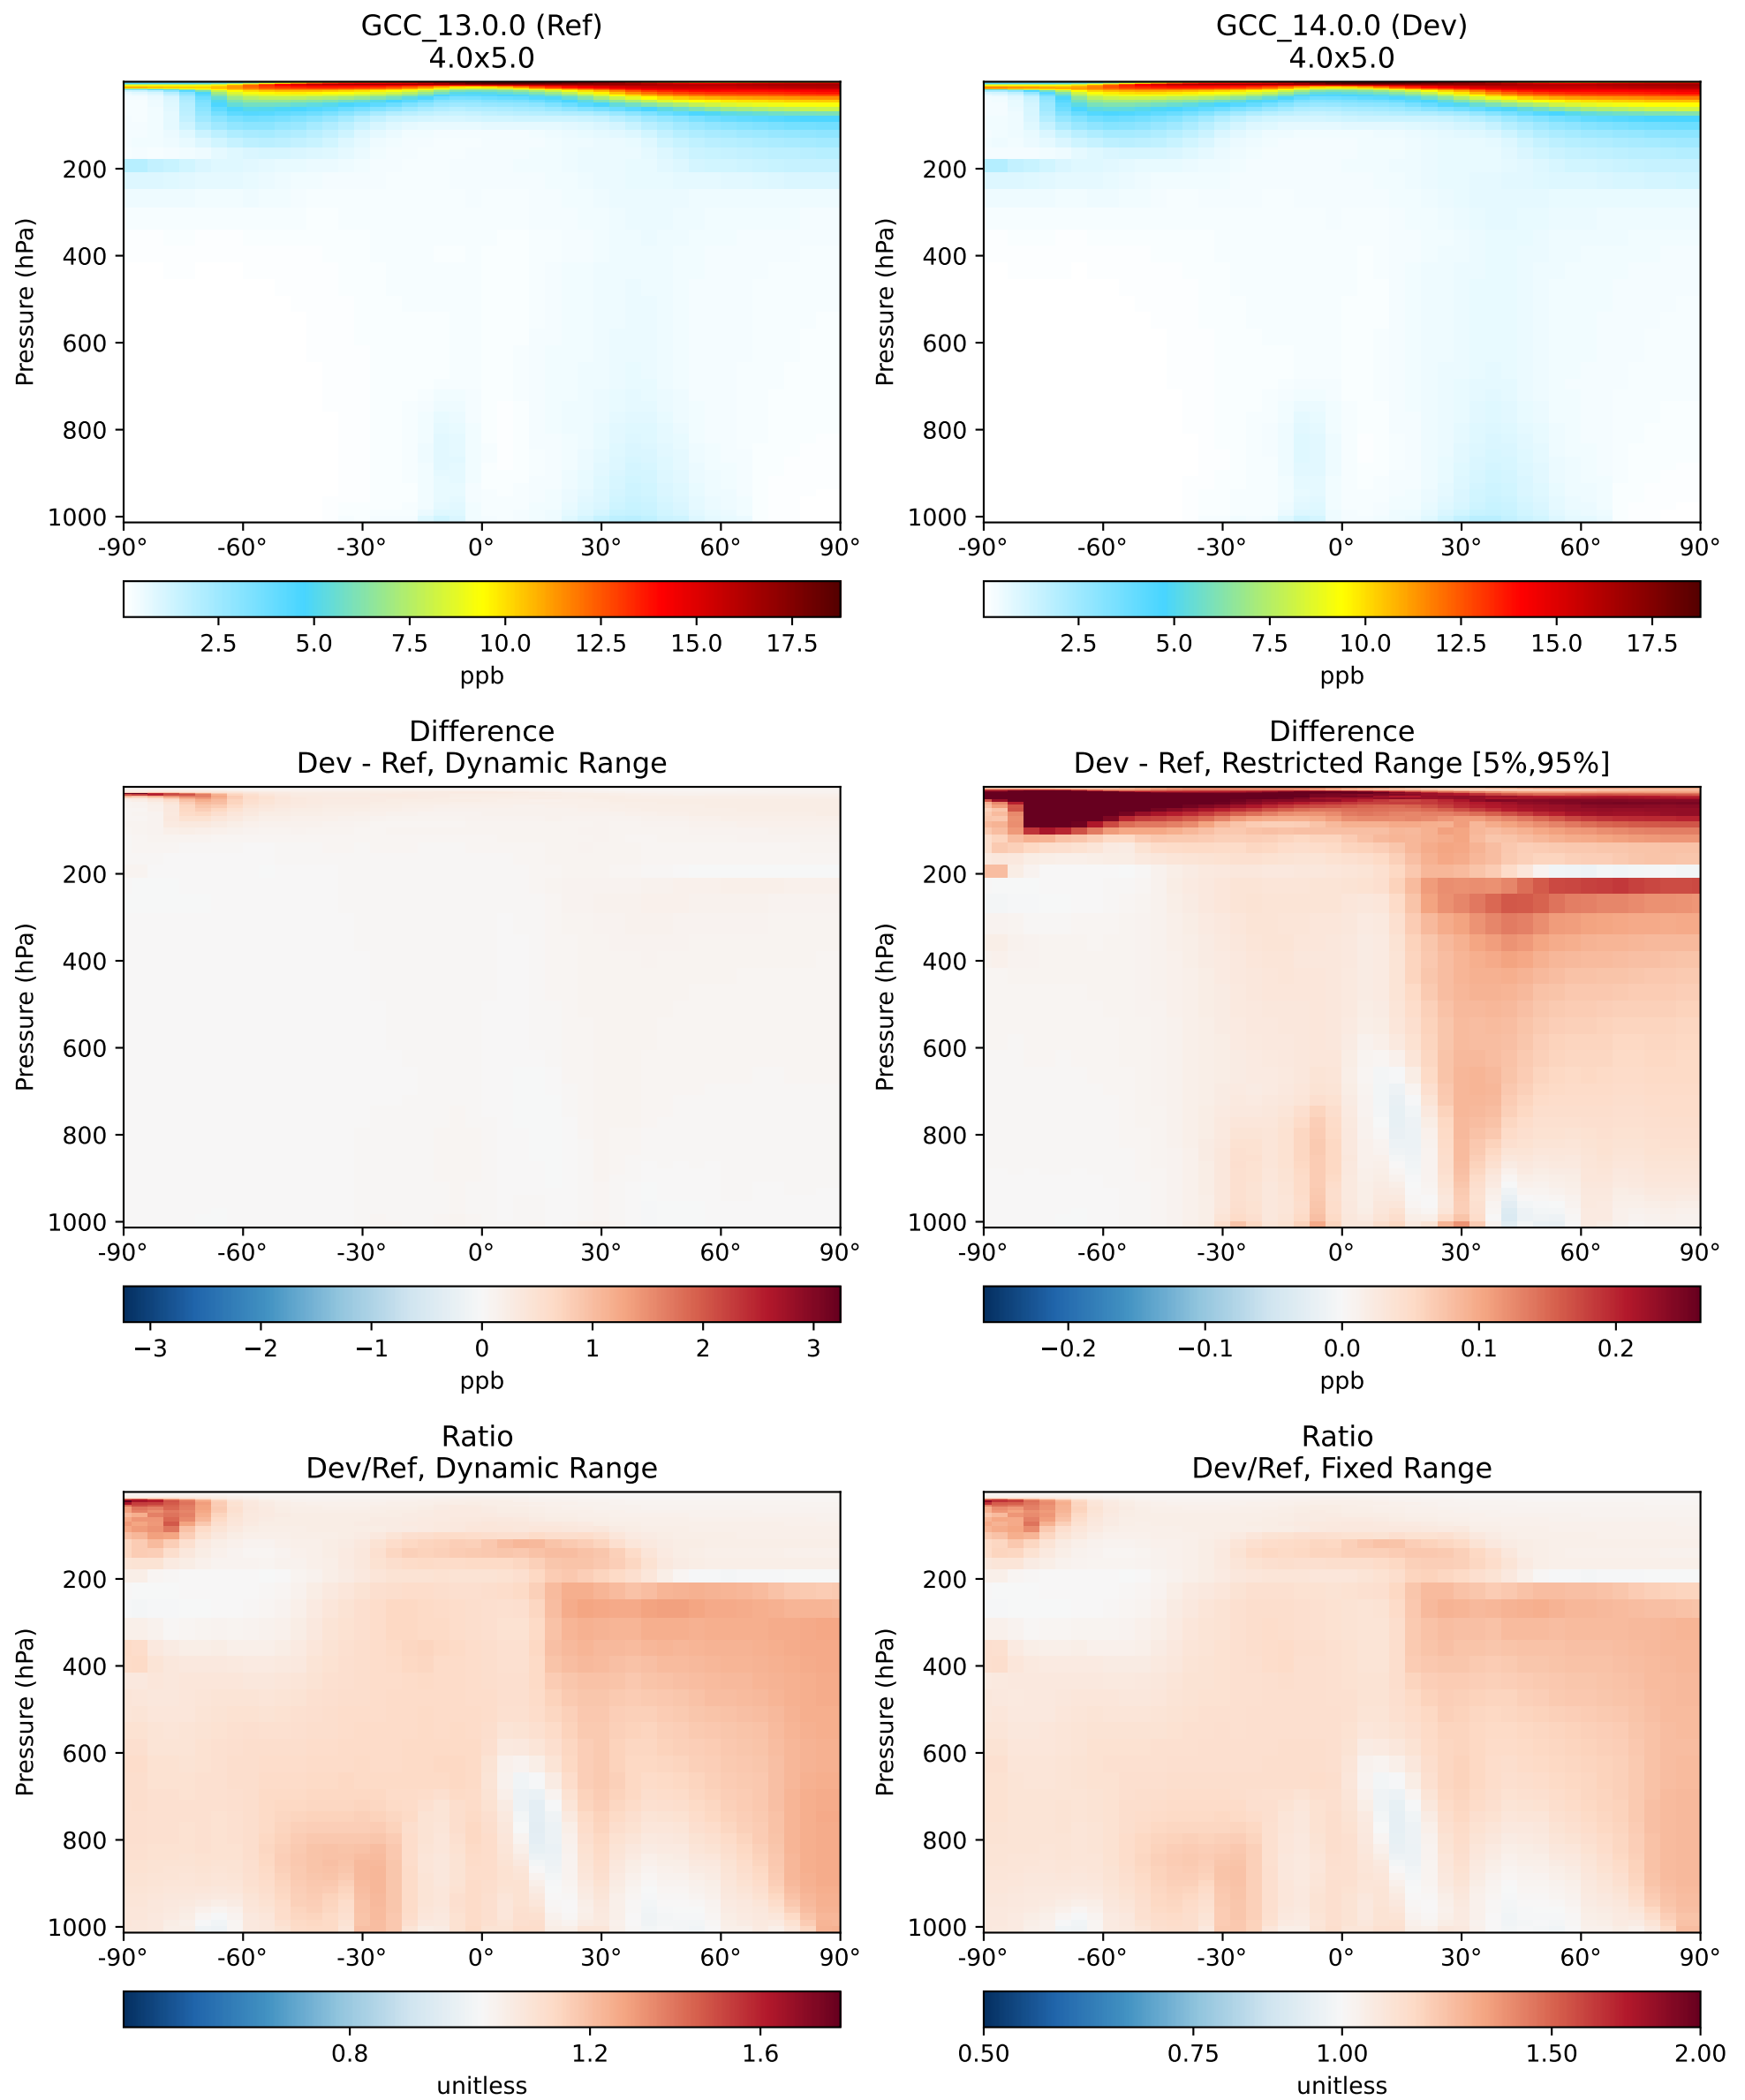 GCC_13.0.0 (Ref)
4.0x5.0
Pressure (hPa)
200
400
600
800
1000
-90° -60° -30° 0° 30° 60° 90°
2.5 5.0 7.5 10.0 12.5 15.0 17.5
ppb
GCC_14.0.0 (Dev)
4.0x5.0
Pressure (hPa)
200
400
600
800
1000
-90° -60° -30° 0° 30° 60° 90°
2.5 5.0 7.5 10.0 12.5 15.0 17.5
ppb
Difference
Dev - Ref, Dynamic Range
Pressure (hPa)
200
400
600
800
1000
-90° -60° -30° 0° 30° 60° 90°
−3 −2 −1 0 1 2 3
ppb
Difference
Dev - Ref, Restricted Range [5%,95%]
Pressure (hPa)
200
400
600
800
1000
-90° -60° -30° 0° 30° 60° 90°
−0.2 −0.1 0.0 0.1 0.2
ppb
Ratio
Dev/Ref, Dynamic Range
Pressure (hPa)
200
400
600
800
1000
-90° -60° -30° 0° 30° 60° 90°
0.8 1.2 1.6
unitless
Ratio
Dev/Ref, Fixed Range
Pressure (hPa)
200
400
600
800
1000
-90° -60° -30° 0° 30° 60° 90°
0.50 0.75 1.00 1.50 2.00
unitless